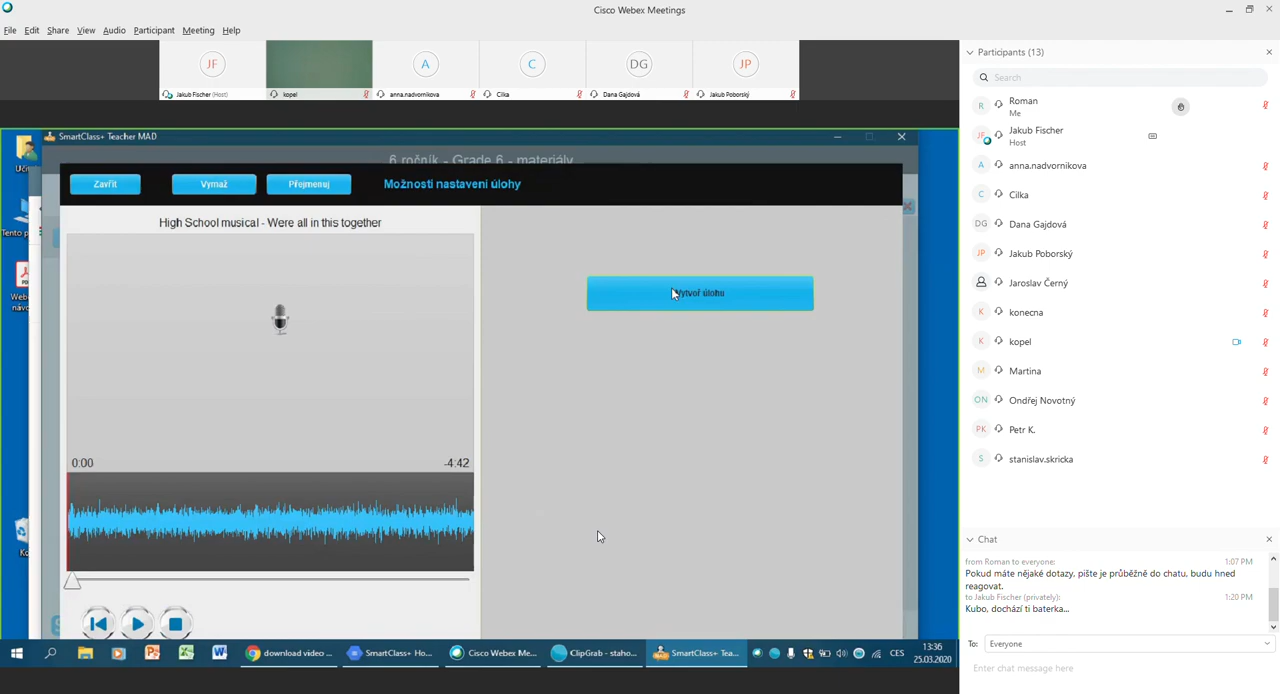 Cisco Webex Meetings
File Edit Share View Audio Participant Meeting Help
JF
A
C
DG
JP
Jakub Fischer (Host)
kopel
anna.nadvornikova
Cilka
Dana Gajdová
Jakub Poborský
SmartClass+ Teacher MAD
6 ročník - Grade 6 - materiály
Zavřít
Vymaž
Přejmenuj
Možnosti nastavení úlohy
High School musical - Were all in this together
Vytvoř úlohu
0:00
-4:42
Tento p
download video ...
SmartClass+ Ho...
Cisco Webex Me...
ClipGrab - staho...
SmartClass+ Tea...
CES
13:36
25.03.2020
Participants (13)
Search
R
Roman
Me
JF
Jakub Fischer
Host
A
anna.nadvornikova
C
Cilka
DG
Dana Gajdová
JP
Jakub Poborský
Jaroslav Černý
K
konecna
K
kopel
M
Martina
ON
Ondřej Novotný
PK
Petr K.
S
stanislav.skricka
Chat
from Roman to everyone:
1:07 PM
Pokud máte nějaké dotazy, pište je průběžně do chatu, budu hned
reagovat.
to Jakub Fischer (privately):
1:20 PM
Kubo, dochází ti baterka...
To:
Everyone
Enter chat message here